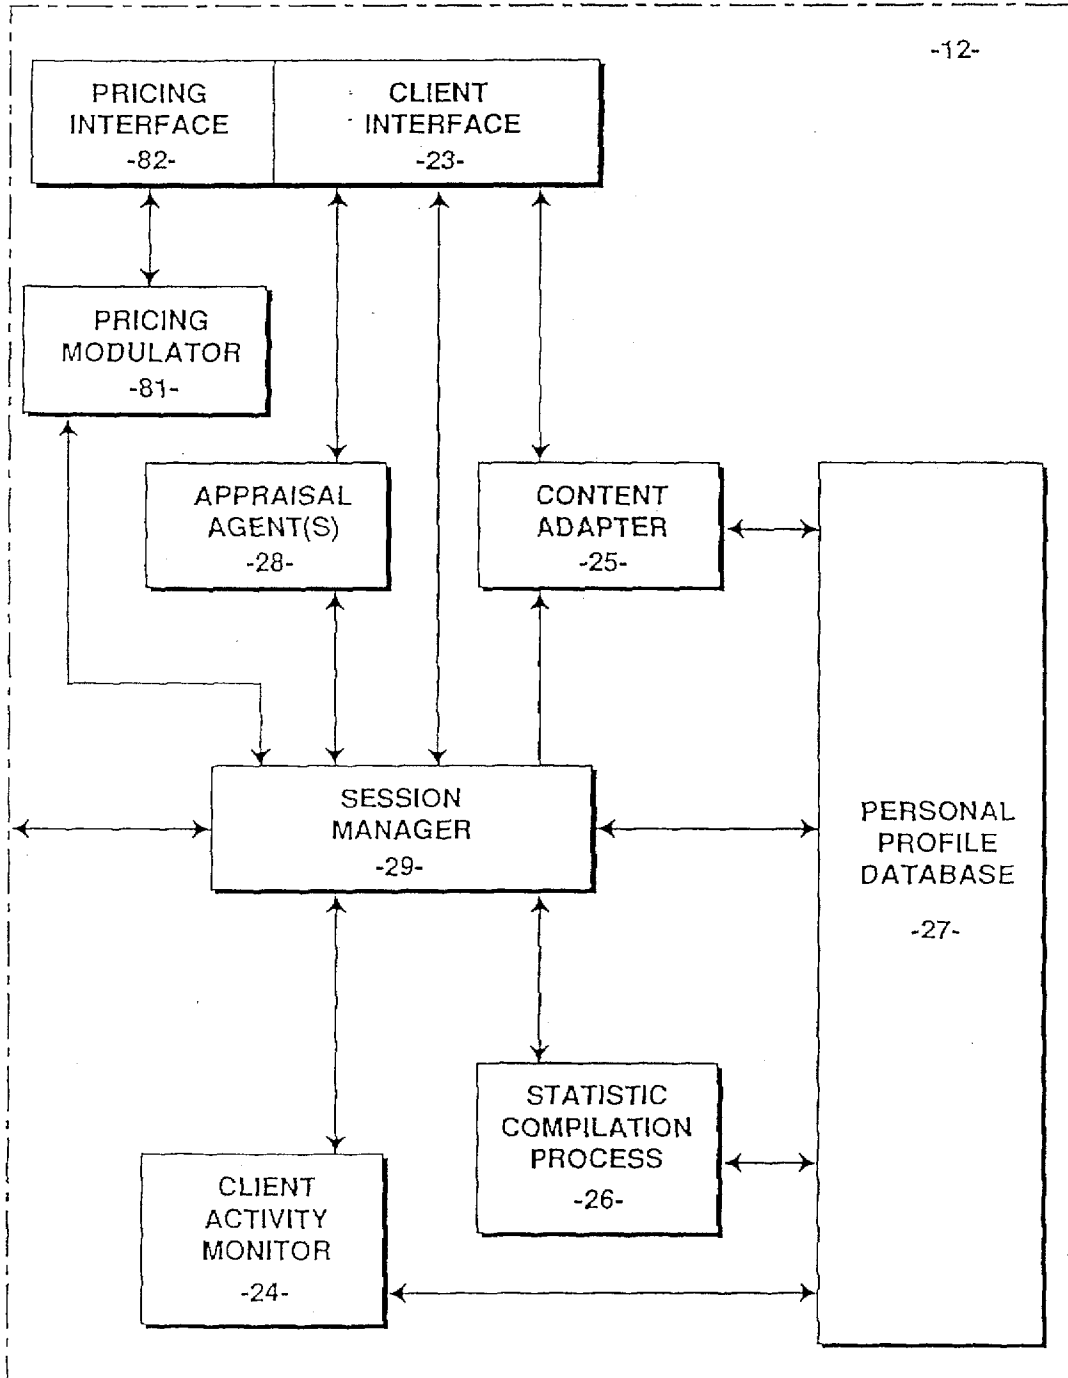 -12-
PRICING
INTERFACE
-82-
CLIENT
INTERFACE
-23-
PRICING
MODULATOR
-81-
APPRAISAL
AGENT(S)
-28-
CONTENT
ADAPTER
-25-
SESSION
MANAGER
-29-
PERSONAL
PROFILE
DATABASE
-27-
STATISTIC
COMPILATION
PROCESS
-26-
CLIENT
ACTIVITY
MONITOR
-24-